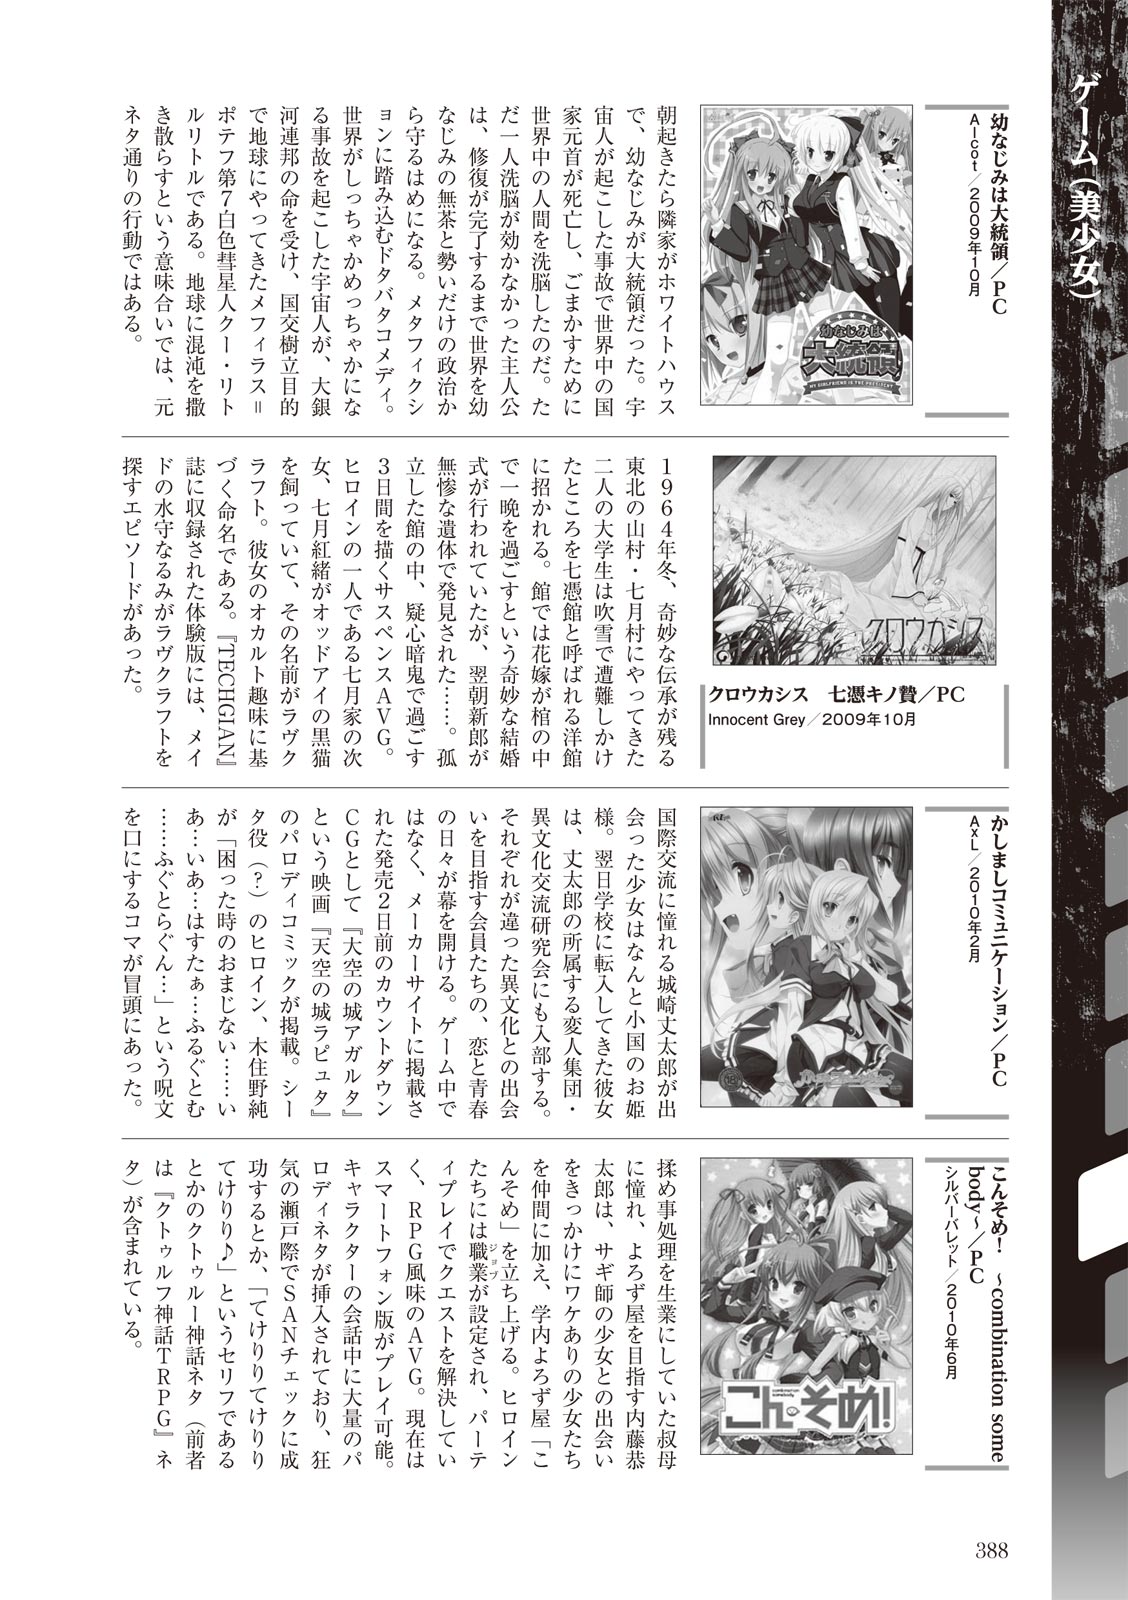 ゲーム(美少女)
幼なじみは大統領／PC
Alcot／2009年10月
幼なじみは
大統領
MY GIRLFRIEND IS THE PRESIDENT
朝起きたら隣家がホワイトハウス
で、幼なじみが大統領だった。宇
宙人が起こした事故で世界中の国
家元首が死亡し、ごまかすために
世界中の人間を洗脳したのだ。た
だ一人洗脳が効かなかった主人公
は、修復が完了するまで世界を幼
なじみの無茶と勢いだけの政治か
ら守るはめになる。メタフィクシ
ョンに踏み込むドタバタコメディ。
世界がしっちゃかめっちゃかにな
る事故を起こした宇宙人が、大銀
河連邦の命を受け、国交樹立目的
で地球にやってきたメフィラス＝
ポテフ第７白色彗星人クー・リト
ルリトルである。地球に混沌を撒
き散らすという意味合いでは、元
ネタ通りの行動ではある。
クロウカシス
クロウカシス　七憑キノ贄／PC
Innocent Grey／2009年10月
１９６４年冬、奇妙な伝承が残る
東北の山村・七月村にやってきた
二人の大学生は吹雪で遭難しかけ
たところを七憑館と呼ばれる洋館
に招かれる。館では花嫁が棺の中
で一晩を過ごすという奇妙な結婚
式が行われていたが、翌朝新郎が
無惨な遺体で発見された……。孤
立した館の中、疑心暗鬼で過ごす
３日間を描くサスペンスＡＶＧ。
ヒロインの一人である七月家の次
女、七月紅緒がオッドアイの黒猫
を飼っていて、その名前がラヴク
ラフト。彼女のオカルト趣味に基
づく命名である。『TECHGIAN』
誌に収録された体験版には、メイ
ドの水守なるみがラヴクラフトを
探すエピソードがあった。
かしましコミュニケーション／PC
AXL／2010年2月
国際交流に憧れる城崎丈太郎が出
会った少女はなんと小国のお姫
様。翌日学校に転入してきた彼女
は、丈太郎の所属する変人集団・
異文化交流研究会にも入部する。
それぞれが違った異文化との出会
いを目指す会員たちの、恋と青春
の日々が幕を開ける。ゲーム中で
はなく、メーカーサイトに掲載さ
れた発売２日前のカウントダウン
ＣＧとして『大空の城アガルタ』
という映画『天空の城ラピュタ』
のパロディコミックが掲載。シー
タ役（？）のヒロイン、木住野純
が「困った時のおまじない……い
あ…いあ…はすたぁ…ふるぐとむ
……ふぐとらぐん…」という呪文
を口にするコマが冒頭にあった。
こんそめ！　～combination some
body～／PC
シルバーバレット／2010年6月
combination
somebody
こん・そめ！
揉め事処理を生業にしていた叔母
に憧れ、よろず屋を目指す内藤恭
太郎は、サギ師の少女との出会い
をきっかけにワケありの少女たち
を仲間に加え、学内よろず屋「こ
んそめ」を立ち上げる。ヒロイン
たちには職業ジョブが設定され、パーテ
ィプレイでクエストを解決してい
く、ＲＰＧ風味のＡＶＧ。現在は
スマートフォン版がプレイ可能。
キャラクターの会話中に大量のパ
ロディネタが挿入されており、狂
気の瀬戸際でＳＡＮチェックに成
功するとか、「てけりりてけりり
てけりり♪」というセリフである
とかのクトゥルー神話ネタ（前者
は『クトゥルフ神話ＴＲＰＧ』ネ
タ）が含まれている。
388